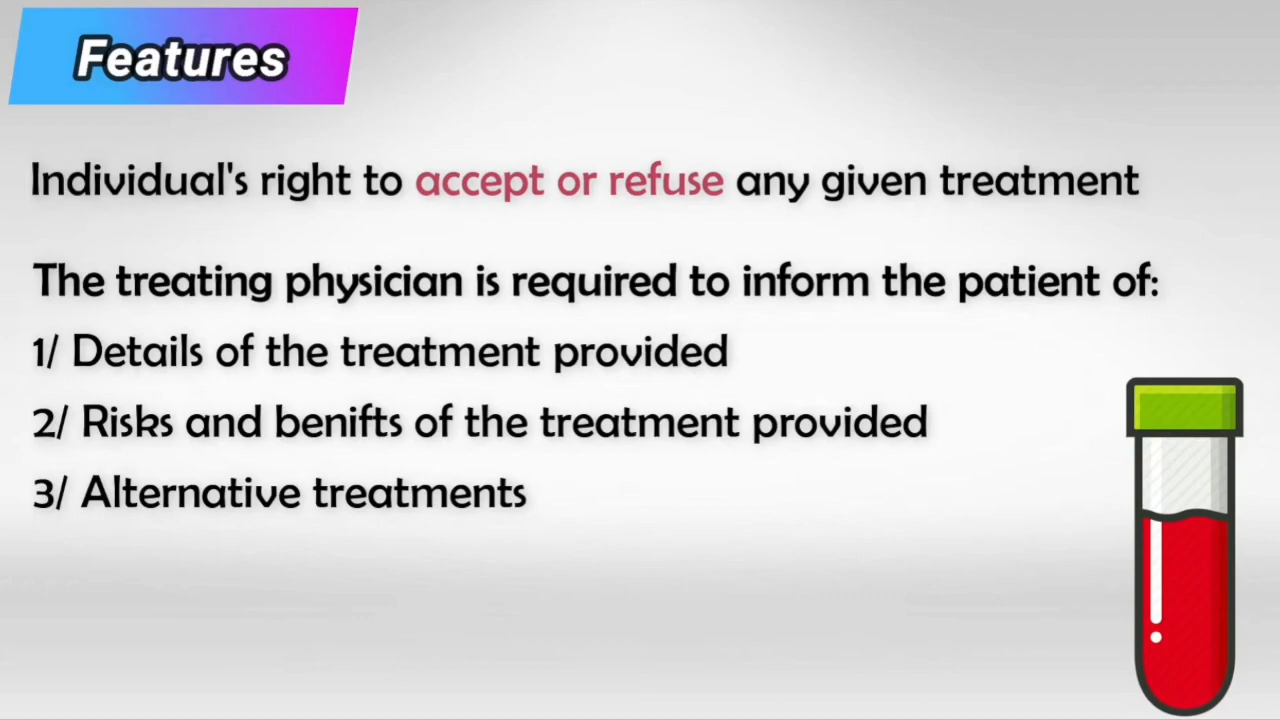 Features
Individual's right to accept or refuse any given treatment
The treating physician is required to inform the patient of:
1/ Details of the treatment provided
2/ Risks and benifts of the treatment provided
3/ Alternative treatments